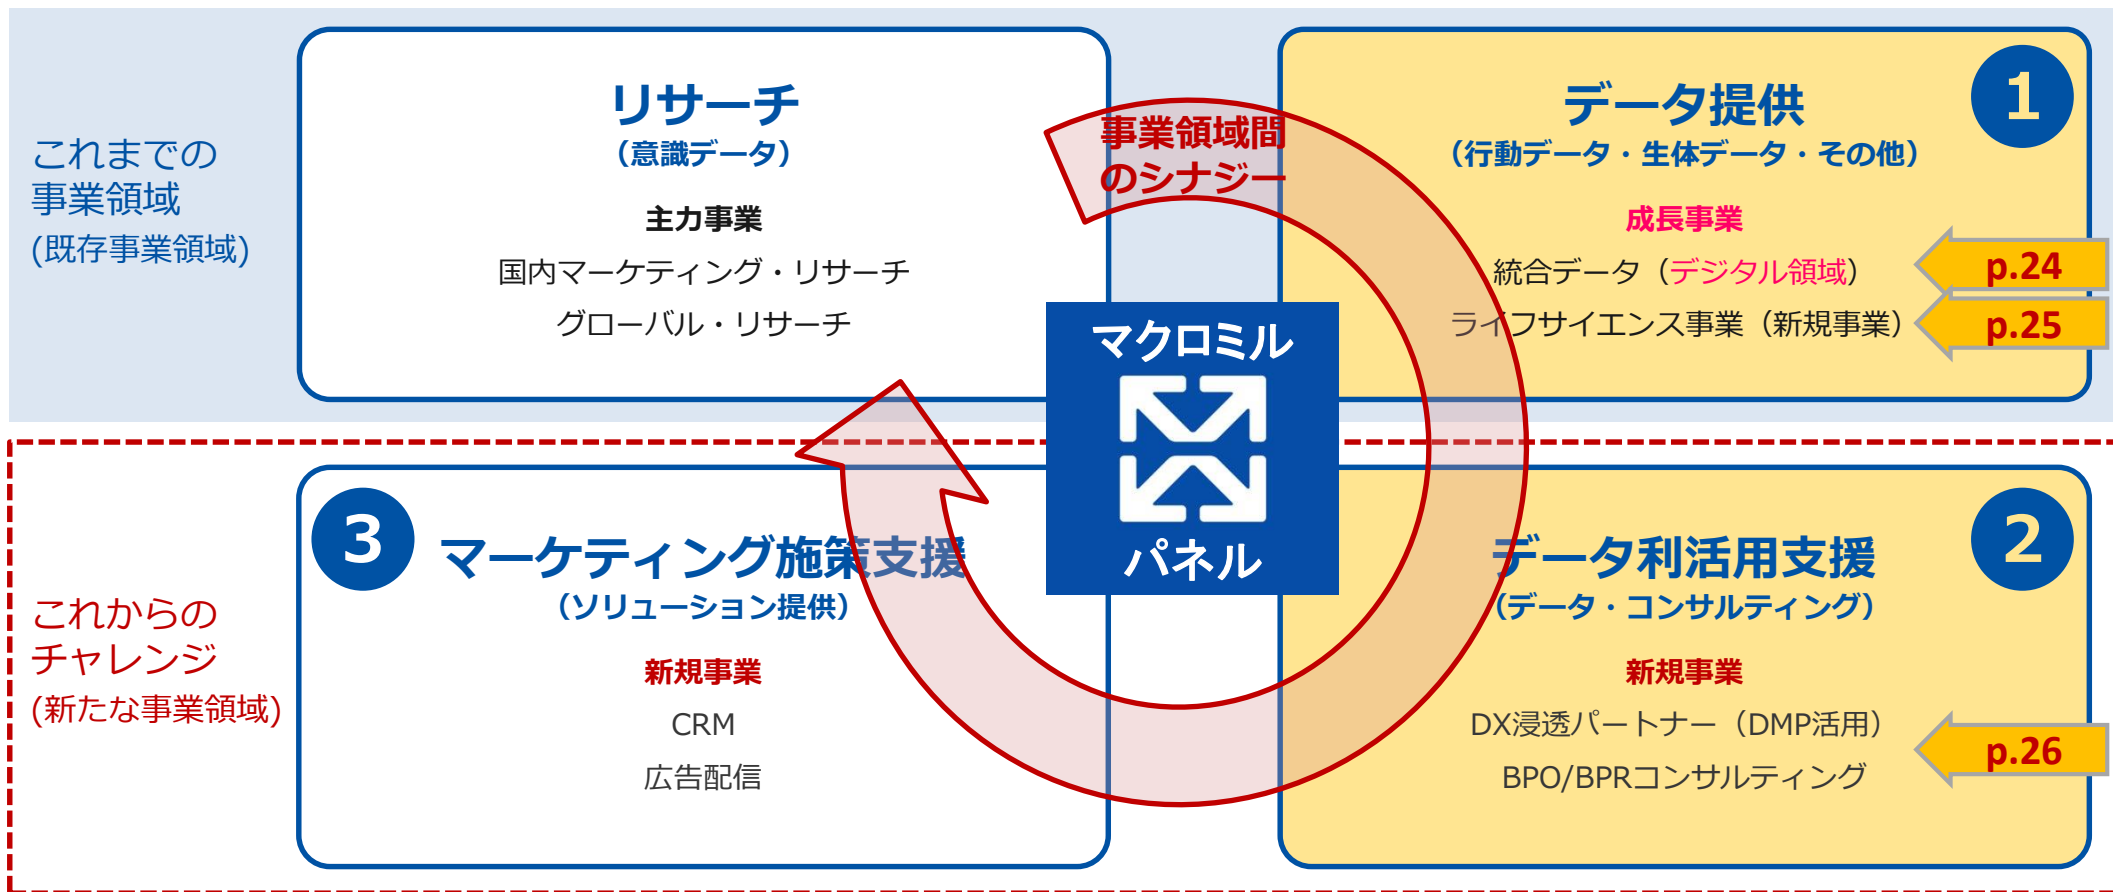 これまでの
事業領域
(既存事業領域)
リサーチ
（意識データ）
主力事業
国内マーケティング・リサーチ
グローバル・リサーチ
事業領域間
のシナジー
1
データ提供
（行動データ・生体データ・その他）
成長事業
統合データ（デジタル領域）
p.24
ライフサイエンス事業（新規事業）
p.25
マクロミル
パネル
これからの
チャレンジ
(新たな事業領域)
3
マーケティング施策支援
（ソリューション提供）
新規事業
CRM
広告配信
2
データ利活用支援
（データ・コンサルティング）
新規事業
DX浸透パートナー（DMP活用）
BPO/BPRコンサルティング
p.26